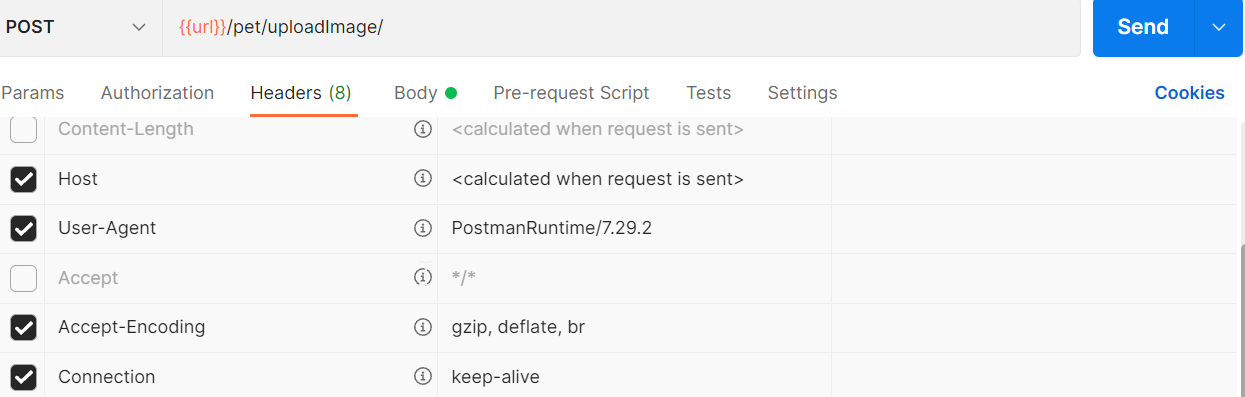 POST {{url}}/pet/uploadImage/ Send
Params Authorization Headers (8) Body Pre-request Script Tests Settings Cookies
Content-Length <calculated when request is sent>
Host <calculated when request is sent>
User-Agent PostmanRuntime/7.29.2
Accept */*
Accept-Encoding gzip, deflate, br
Connection keep-alive